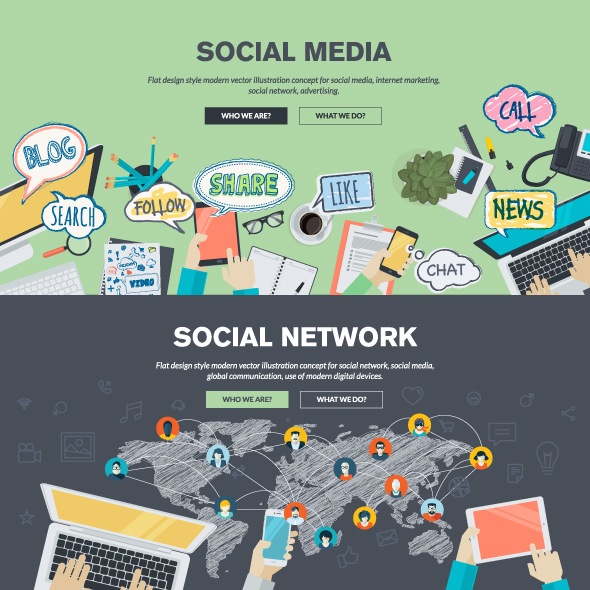 SOCIAL MEDIA
Flat design style modern vector illustration concept for social media, internet marketing,
social network, advertising.
WHO WE ARE?
WHAT WE DO?
CALL
BLOG
SHARE
LIKE
SEARCH
FOLLOW
NEWS
CHAT
VIDEO
SOCIAL NETWORK
Flat design style modern vector illustration concept for social network, social media,
global communication, use of modern digital devices.
WHO WE ARE?
WHAT WE DO?